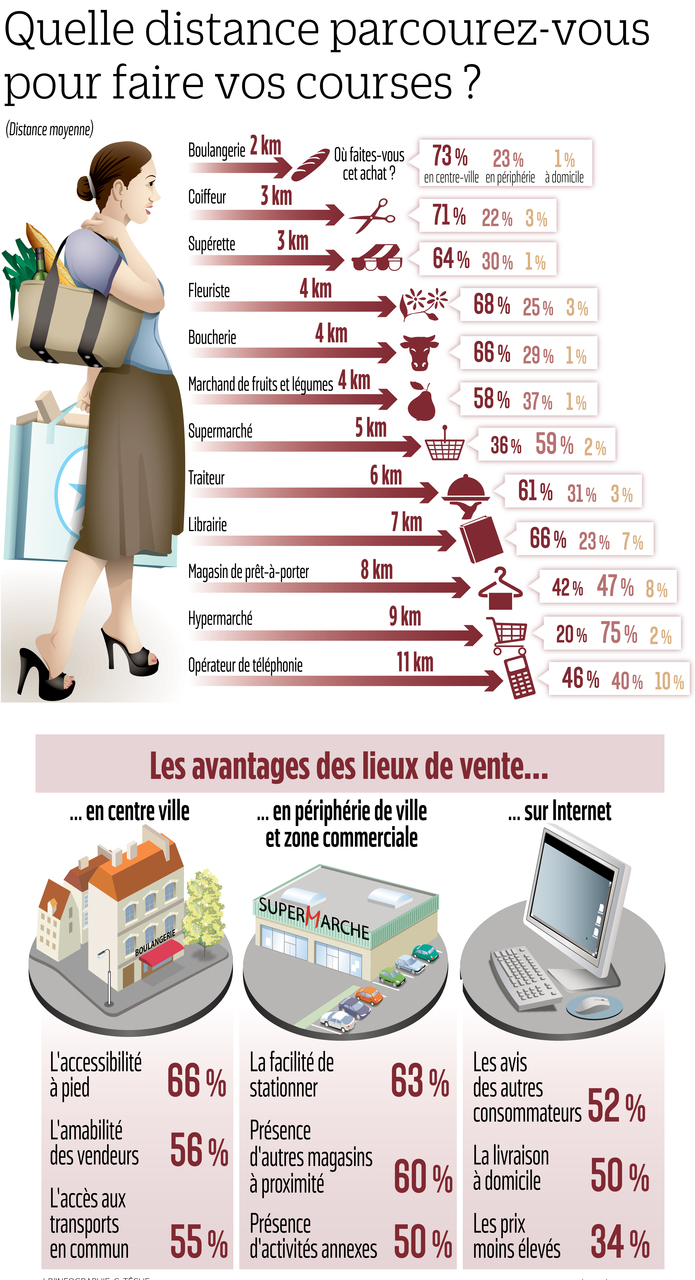 Quelle distance parcourez-vous
pour faire vos courses ?
(Distance moyenne)
Boulangerie 2 km
Où faites-vous
cet achat ?
73 % 23 % 1 %
en centre-ville en périphérie à domicile
Coiffeur 3 km
71 % 22 % 3 %
Supérette 3 km
64 % 30 % 1 %
Fleuriste 4 km
68 % 25 % 3 %
Boucherie 4 km
66 % 29 % 1 %
Marchand de fruits et légumes 4 km
58 % 37 % 1 %
Supermarché 5 km
36 % 59 % 2 %
Traiteur 6 km
61 % 31 % 3 %
Librairie 7 km
66 % 23 % 7 %
Magasin de prêt-à-porter 8 km
42 % 47 % 8 %
Hypermarché 9 km
20 % 75 % 2 %
Opérateur de téléphonie 11 km
46 % 40 % 10 %
Les avantages des lieux de vente...
... en centre ville
BOULANGERIE
L'accessibilité
à pied 66 %
L'amabilité
des vendeurs 56 %
L'accès aux
transports
en commun 55 %
... en périphérie de ville
et zone commerciale
SUPERMARCHE
La facilité de
stationner 63 %
Présence
d'autres magasins
à proximité 60 %
Présence
d'activités annexes 50 %
... sur Internet
Les avis
des autres
consommateurs 52 %
La livraison
à domicile 50 %
Les prix
moins élevés 34 %